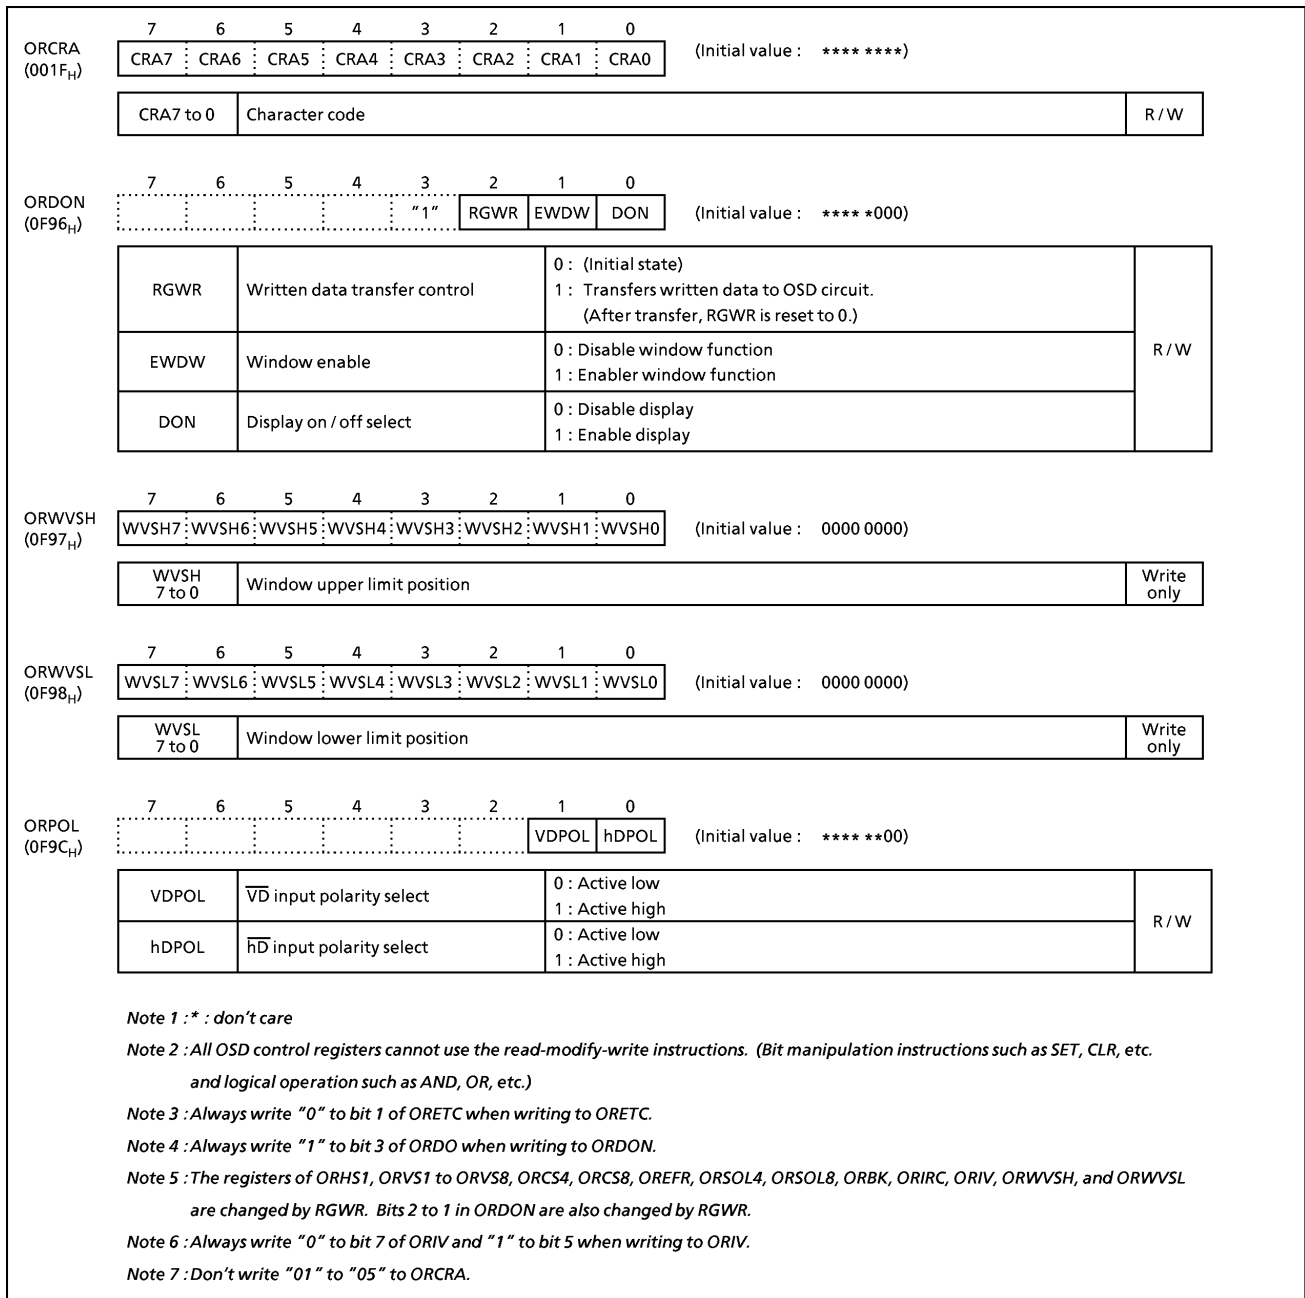 7 6 5 4 3 2 1 0
ORCRA
(001FH)
CRA7 CRA6 CRA5 CRA4 CRA3 CRA2 CRA1 CRA0 (Initial value : **** ****)
CRA7 to 0 Character code R / W
7 6 5 4 3 2 1 0
ORDON
(0F96H)
"1" RGWR EWDW DON (Initial value : **** *000)
RGWR Written data transfer control 0 : (Initial state)
1 : Transfers written data to OSD circuit.
(After transfer, RGWR is reset to 0.)
EWDW Window enable 0 : Disable window function
1 : Enabler window function
R / W
DON Display on / off select 0 : Disable display
1 : Enable display
7 6 5 4 3 2 1 0
ORWVSH
(0F97H)
WVSH7 WVSH6 WVSH5 WVSH4 WVSH3 WVSH2 WVSH1 WVSH0 (Initial value : 0000 0000)
WVSH
7 to 0 Window upper limit position Write
only
7 6 5 4 3 2 1 0
ORWVSL
(0F98H)
WVSL7 WVSL6 WVSL5 WVSL4 WVSL3 WVSL2 WVSL1 WVSL0 (Initial value : 0000 0000)
WVSL
7 to 0 Window lower limit position Write
only
7 6 5 4 3 2 1 0
ORPOL
(0F9CH)
VDPOL hDPOL (Initial value : **** **00)
VDPOL V̅D̅ input polarity select 0 : Active low
1 : Active high
R / W
hDPOL h̅D̅ input polarity select 0 : Active low
1 : Active high
Note 1 : * : don't care
Note 2 : All OSD control registers cannot use the read-modify-write instructions. (Bit manipulation instructions such as SET, CLR, etc.
and logical operation such as AND, OR, etc.)
Note 3 : Always write "0" to bit 1 of ORETC when writing to ORETC.
Note 4 : Always write "1" to bit 3 of ORDO when writing to ORDON.
Note 5 : The registers of ORHS1, ORVS1 to ORVS8, ORCS4, ORCS8, OREFR, ORSOL4, ORSOL8, ORBK, ORIRC, ORIV, ORWVSH, and ORWVSL
are changed by RGWR. Bits 2 to 1 in ORDON are also changed by RGWR.
Note 6 : Always write "0" to bit 7 of ORIV and "1" to bit 5 when writing to ORIV.
Note 7 : Don't write "01" to "05" to ORCRA.